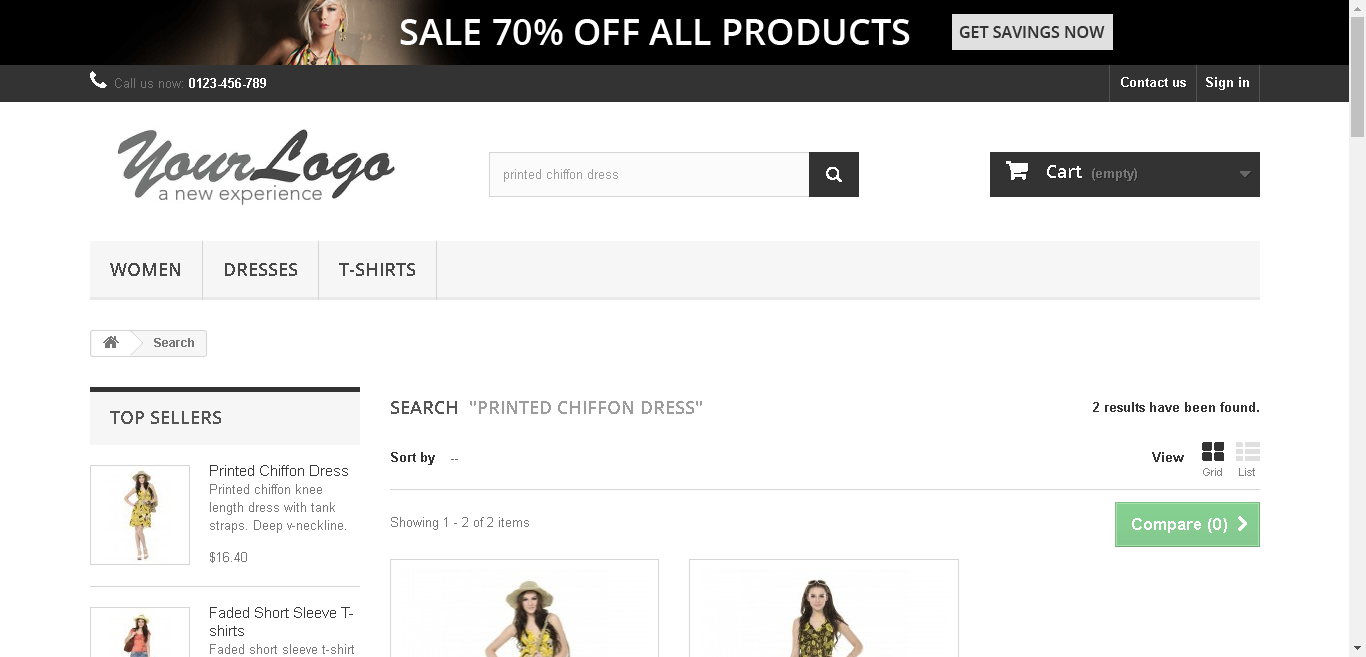 SALE 70% OFF ALL PRODUCTS
GET SAVINGS NOW
Call us now: 0123-456-789
Contact us
Sign in
YourLogo
a new experience
printed chiffon dress
Cart (empty)
WOMEN
DRESSES
T-SHIRTS
Search
TOP SELLERS
Printed Chiffon Dress
Printed chiffon knee
length dress with tank
straps. Deep v-neckline.
$16.40
Faded Short Sleeve T-
shirts
Faded short sleeve t-shirt
SEARCH "PRINTED CHIFFON DRESS"
2 results have been found.
Sort by --
View
Grid
List
Showing 1 - 2 of 2 items
Compare (0)